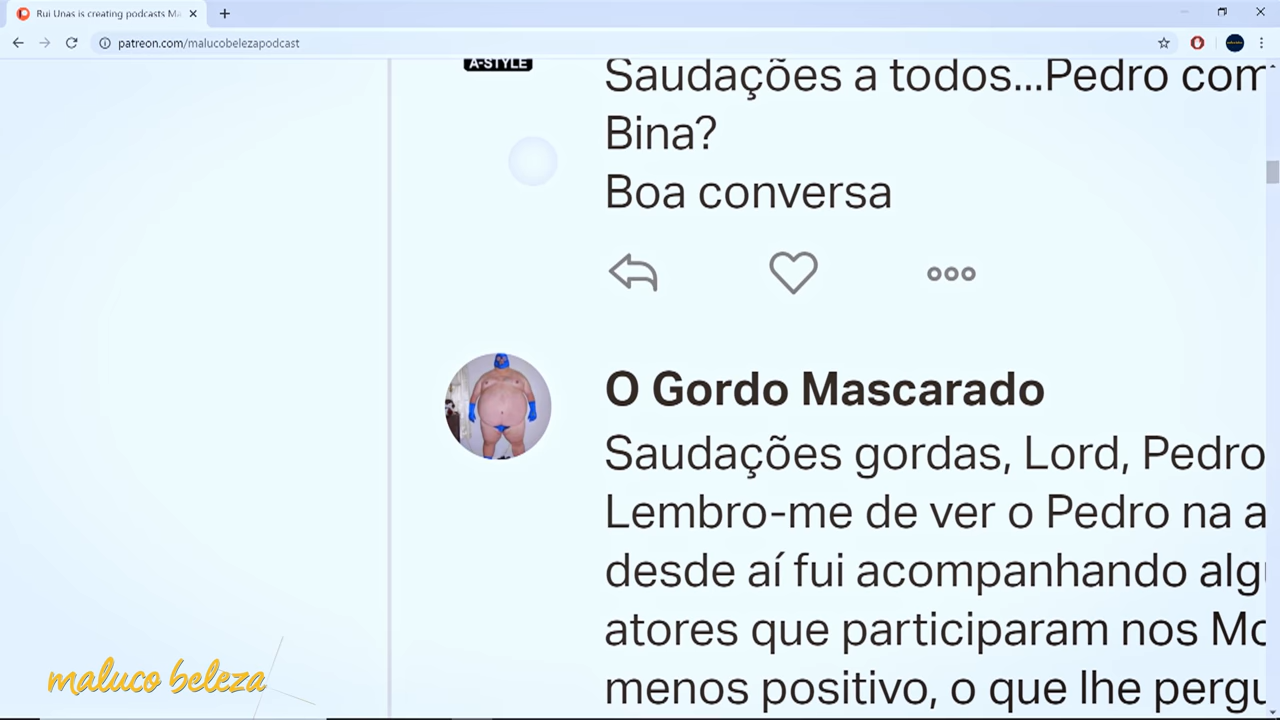 Rui Unas is creating podcasts Ma
patreon.com/malucobelezapodcast
A-STYLE
Saudações a todos...Pedro com
Bina?
Boa conversa
O Gordo Mascarado
Saudações gordas, Lord, Pedro
Lembro-me de ver o Pedro na a
desde aí fui acompanhando algu
atores que participaram nos Mo
menos positivo, o que lhe pergu
maluco beleza